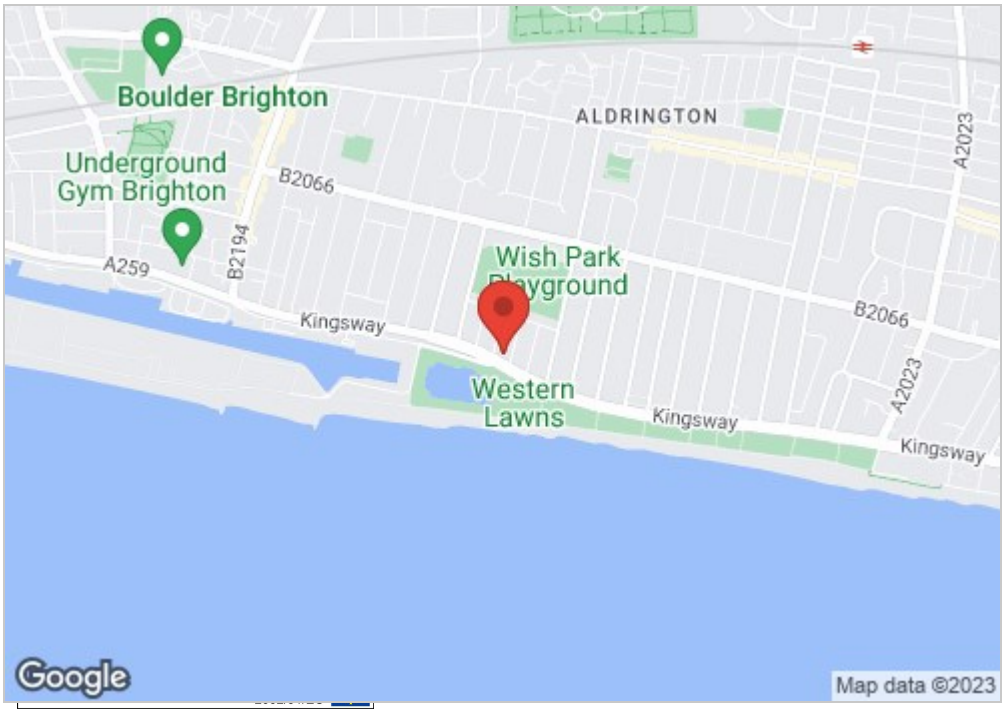 Boulder Brighton
ALDRINGTON
A2023
Underground
Gym Brighton
B2066
B2194
A259
Wish Park
Playground
Kingsway
B2066
A2023
Western
Lawns
Kingsway
Kingsway
Google
Map data ©2023